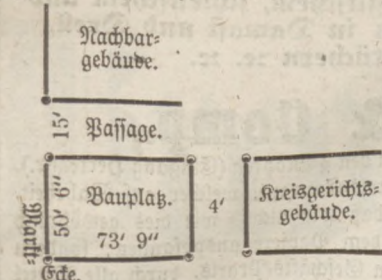 Nachbar-
gebäude.
15' Passage.
50' 6"
Bauplatz.
73' 9"
4'
Kreisgerichts-
gebäude.
Markt-
Ecke.